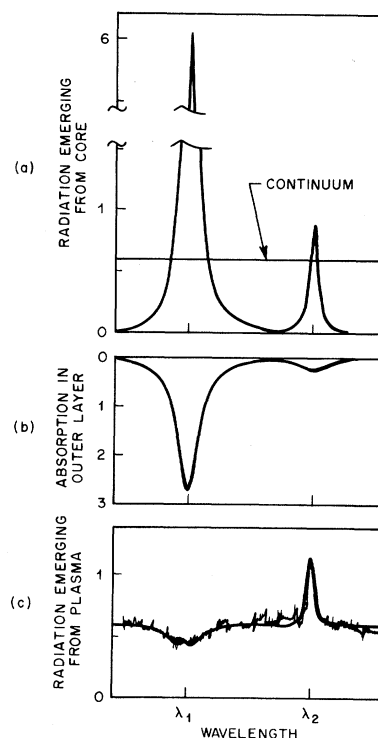 (a)
RADIATION EMERGING
FROM CORE
6
1
0
CONTINUUM
(b)
ABSORPTION IN
OUTER LAYER
0
1
2
3
(c)
RADIATION EMERGING
FROM PLASMA
1
0
λ1
λ2
WAVELENGTH